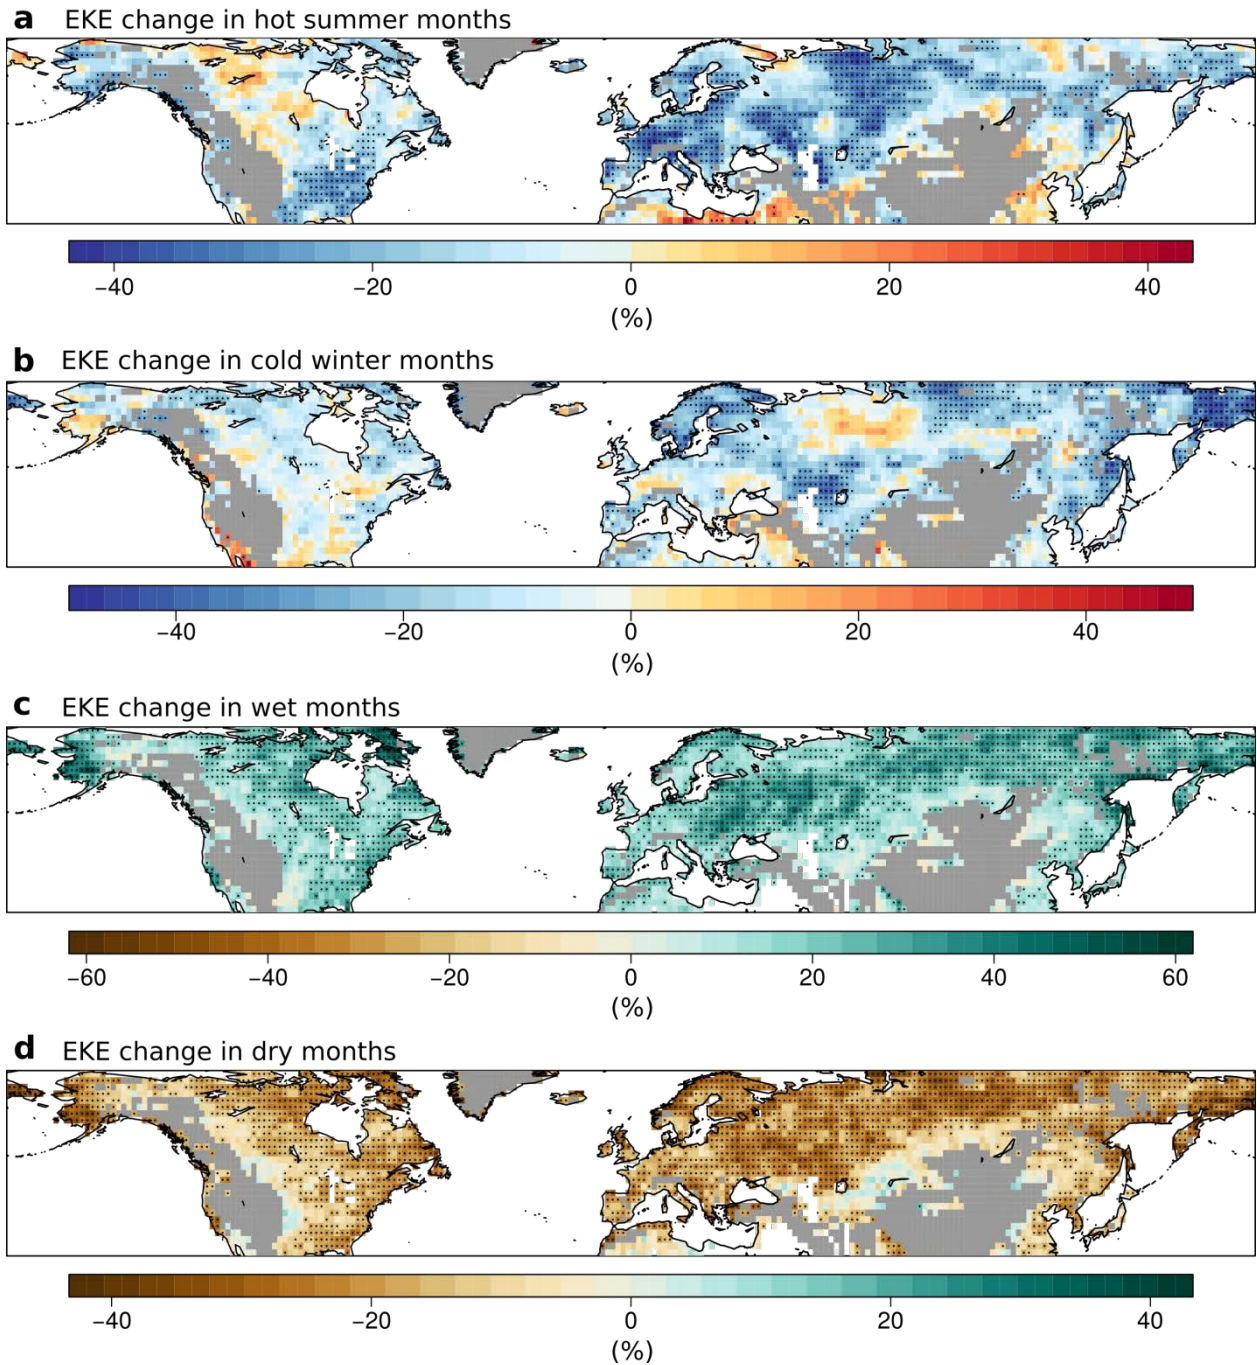 a EKE change in hot summer months
−40 −20 0 20 40
(%)
b EKE change in cold winter months
−40 −20 0 20 40
(%)
c EKE change in wet months
−60 −40 −20 0 20 40 60
(%)
d EKE change in dry months
−40 −20 0 20 40
(%)